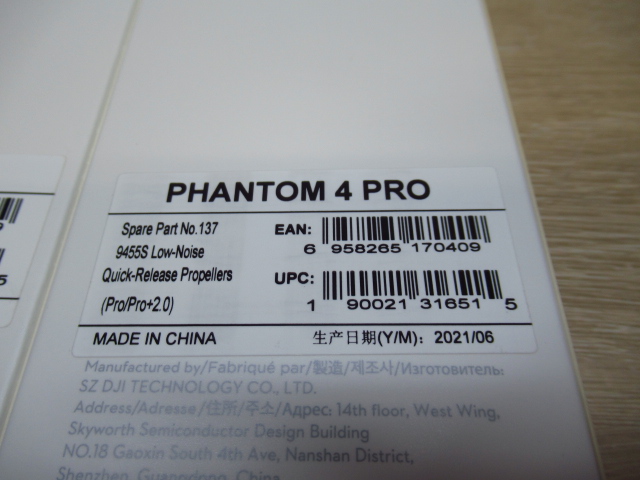 PHANTOM 4 PRO
Spare Part No.137
9455S Low-Noise
Quick-Release Propellers
(Pro/Pro+2.0)
EAN:
6 958265 170409
UPC:
1 90021 31651 5
MADE IN CHINA
生产日期(Y/M): 2021/06
Manufactured by/Fabriqué par/製造/제조사/Изготовитель:
SZ DJI TECHNOLOGY CO., LTD.
Address/Adresse/住所/주소/Адрес: 14th floor, West Wing,
Skyworth Semiconductor Design Building
NO.18 Gaoxin South 4th Ave, Nanshan District,
Shenzhen, Guangdong, China